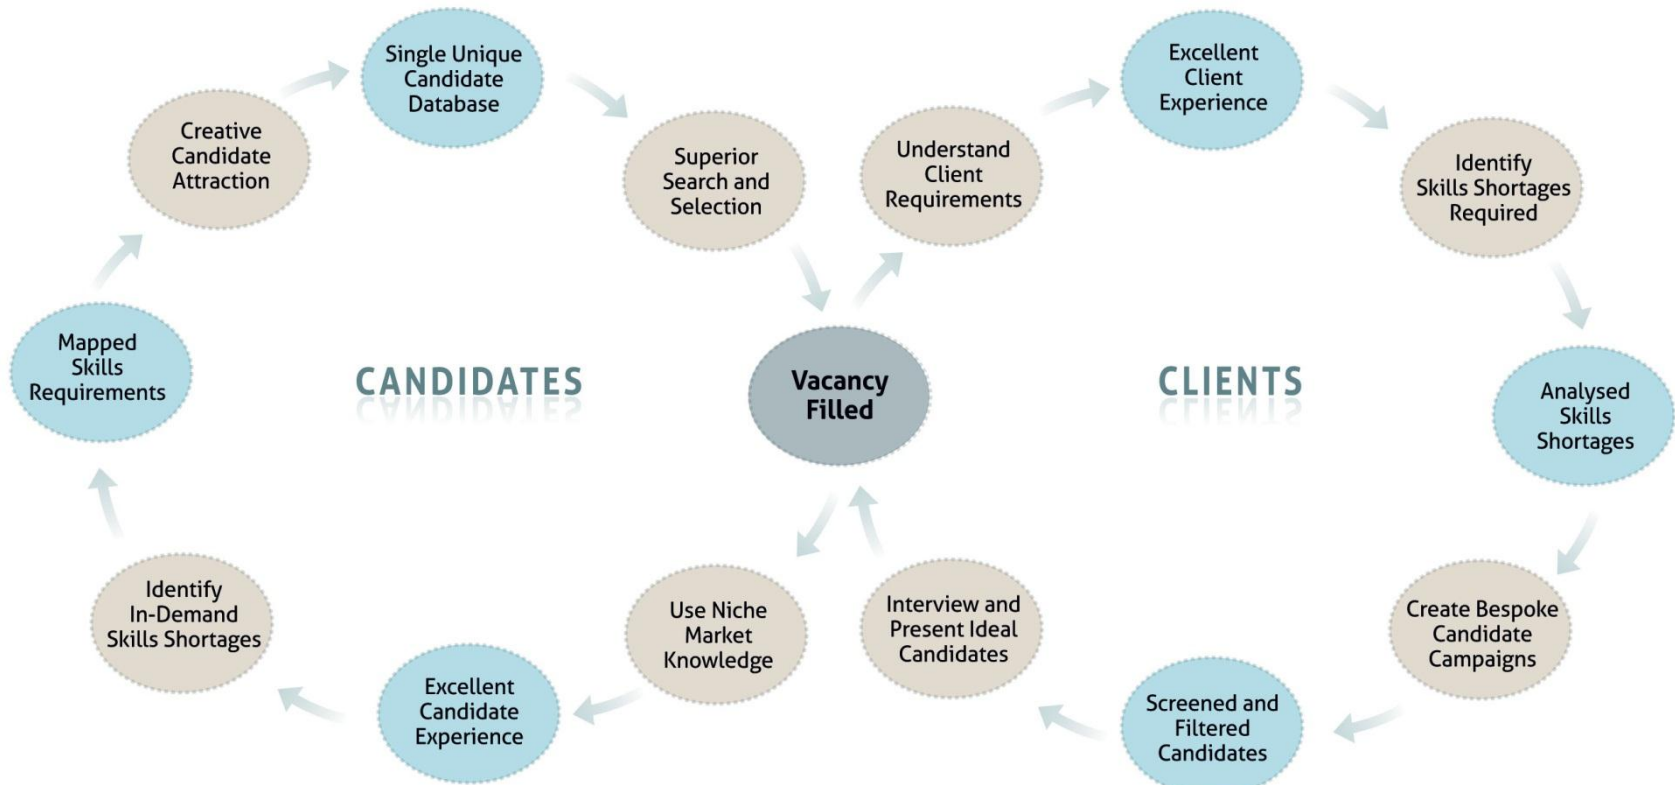 Single Unique
Candidate
Database
Creative
Candidate
Attraction
Superior
Search and
Selection
Mapped
Skills
Requirements
CANDIDATES
Identify
In-Demand
Skills Shortages
Excellent
Candidate
Experience
Use Niche
Market
Knowledge
Vacancy
Filled
Understand
Client
Requirements
Excellent
Client
Experience
Identify
Skills Shortages
Required
CLIENTS
Analysed
Skills
Shortages
Create Bespoke
Candidate
Campaigns
Screened and
Filtered
Candidates
Interview and
Present Ideal
Candidates